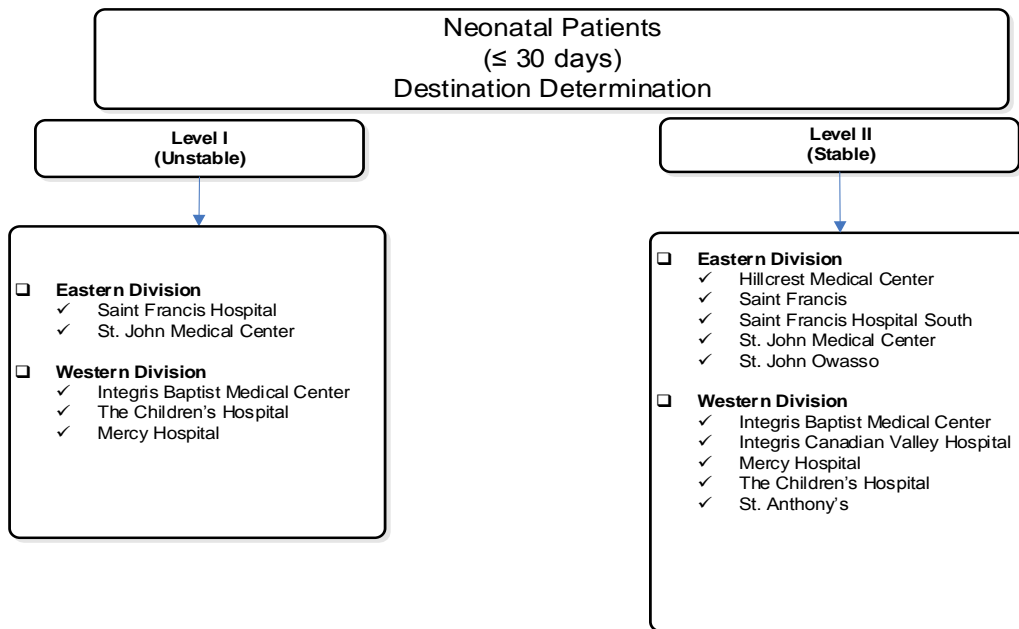 Neonatal Patients
(≤ 30 days)
Destination Determination
Level I
(Unstable)
❑ Eastern Division
✓ Saint Francis Hospital
✓ St. John Medical Center
❑ Western Division
✓ Integris Baptist Medical Center
✓ The Children's Hospital
✓ Mercy Hospital
Level II
(Stable)
❑ Eastern Division
✓ Hillcrest Medical Center
✓ Saint Francis
✓ Saint Francis Hospital South
✓ St. John Medical Center
✓ St. John Owasso
❑ Western Division
✓ Integris Baptist Medical Center
✓ Integris Canadian Valley Hospital
✓ Mercy Hospital
✓ The Children's Hospital
✓ St. Anthony's